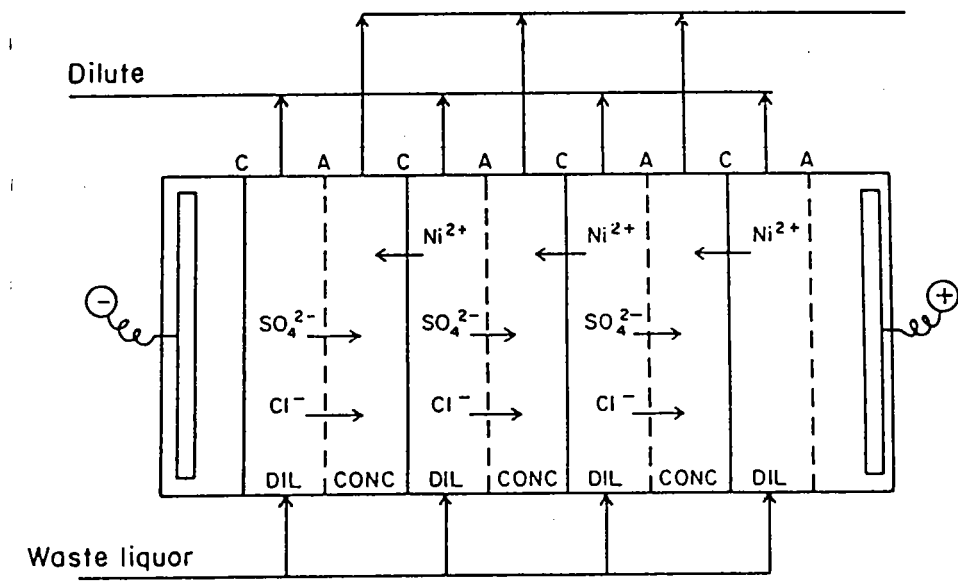 Dilute
C A C A C A C A
Ni²⁺ Ni²⁺ Ni²⁺
− +
SO₄²⁻ SO₄²⁻ SO₄²⁻
Cl⁻ Cl⁻ Cl⁻
DIL CONC DIL CONC DIL CONC DIL
Waste liquor